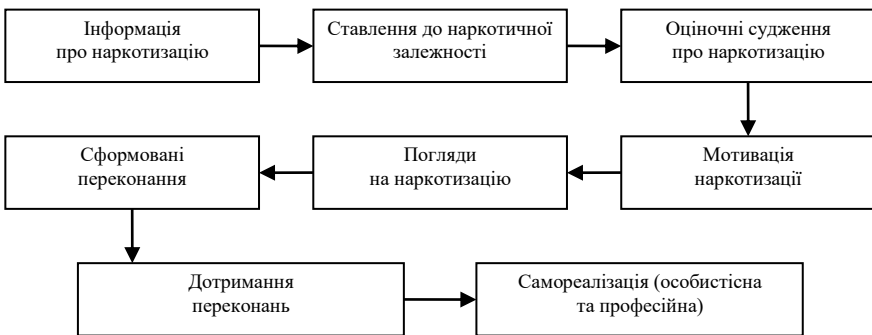 Інформація
про наркотизацію
Ставлення до наркотичної
залежності
Оціночні судження
про наркотизацію
Мотивація
наркотизації
Погляди
на наркотизацію
Сформовані
переконання
Дотримання
переконань
Самореалізація (особистісна
та професійна)